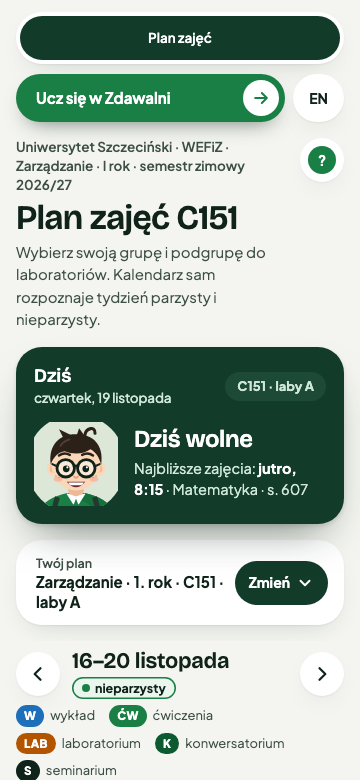 Plan zajęć
Ucz się w Zdawalni
EN
Uniwersytet Szczeciński · WEFiZ ·
Zarządzanie · I rok · semestr zimowy
2026/27
?
Plan zajęć C151
Wybierz swoją grupę i podgrupę do
laboratoriów. Kalendarz sam
rozpoznaje tydzień parzysty i
nieparzysty.
Dziś
czwartek, 19 listopada
C151 · laby A
Dziś wolne
Najbliższe zajęcia: jutro,
8:15 · Matematyka · s. 607
Twój plan
Zarządzanie · 1. rok · C151 ·
laby A
Zmień
16–20 listopada
nieparzysty
W wykład ĆW ćwiczenia
LAB laboratorium K konwersatorium
S seminarium